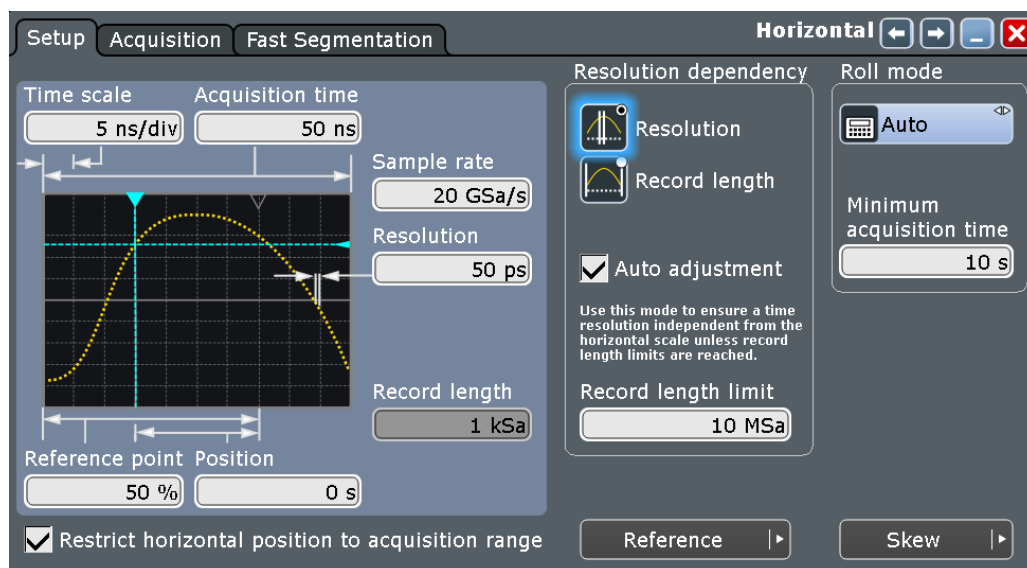 Setup Acquisition Fast Segmentation Horizontal
Time scale Acquisition time
5 ns/div 50 ns
Sample rate
20 GSa/s
Resolution
50 ps
Record length
1 kSa
Reference point Position
50 % 0 s
Restrict horizontal position to acquisition range
Resolution dependency
Resolution
Record length
Auto adjustment
Use this mode to ensure a time
resolution independent from the
horizontal scale unless record
length limits are reached.
Record length limit
10 MSa
Reference
Roll mode
Auto
Minimum
acquisition time
10 s
Skew